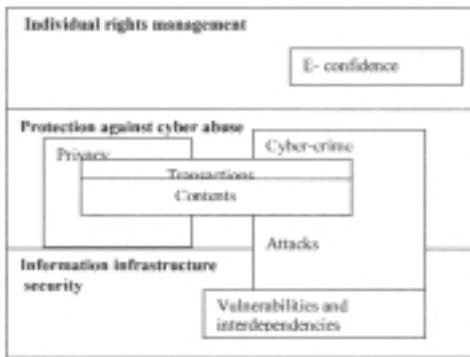 Individual rights management
E- confidence
Protection against cyber abuse
Privacy
Cyber-crime
Transactions
Contents
Attacks
Information infrastructure
security
Vulnerabilities and
interdependencies